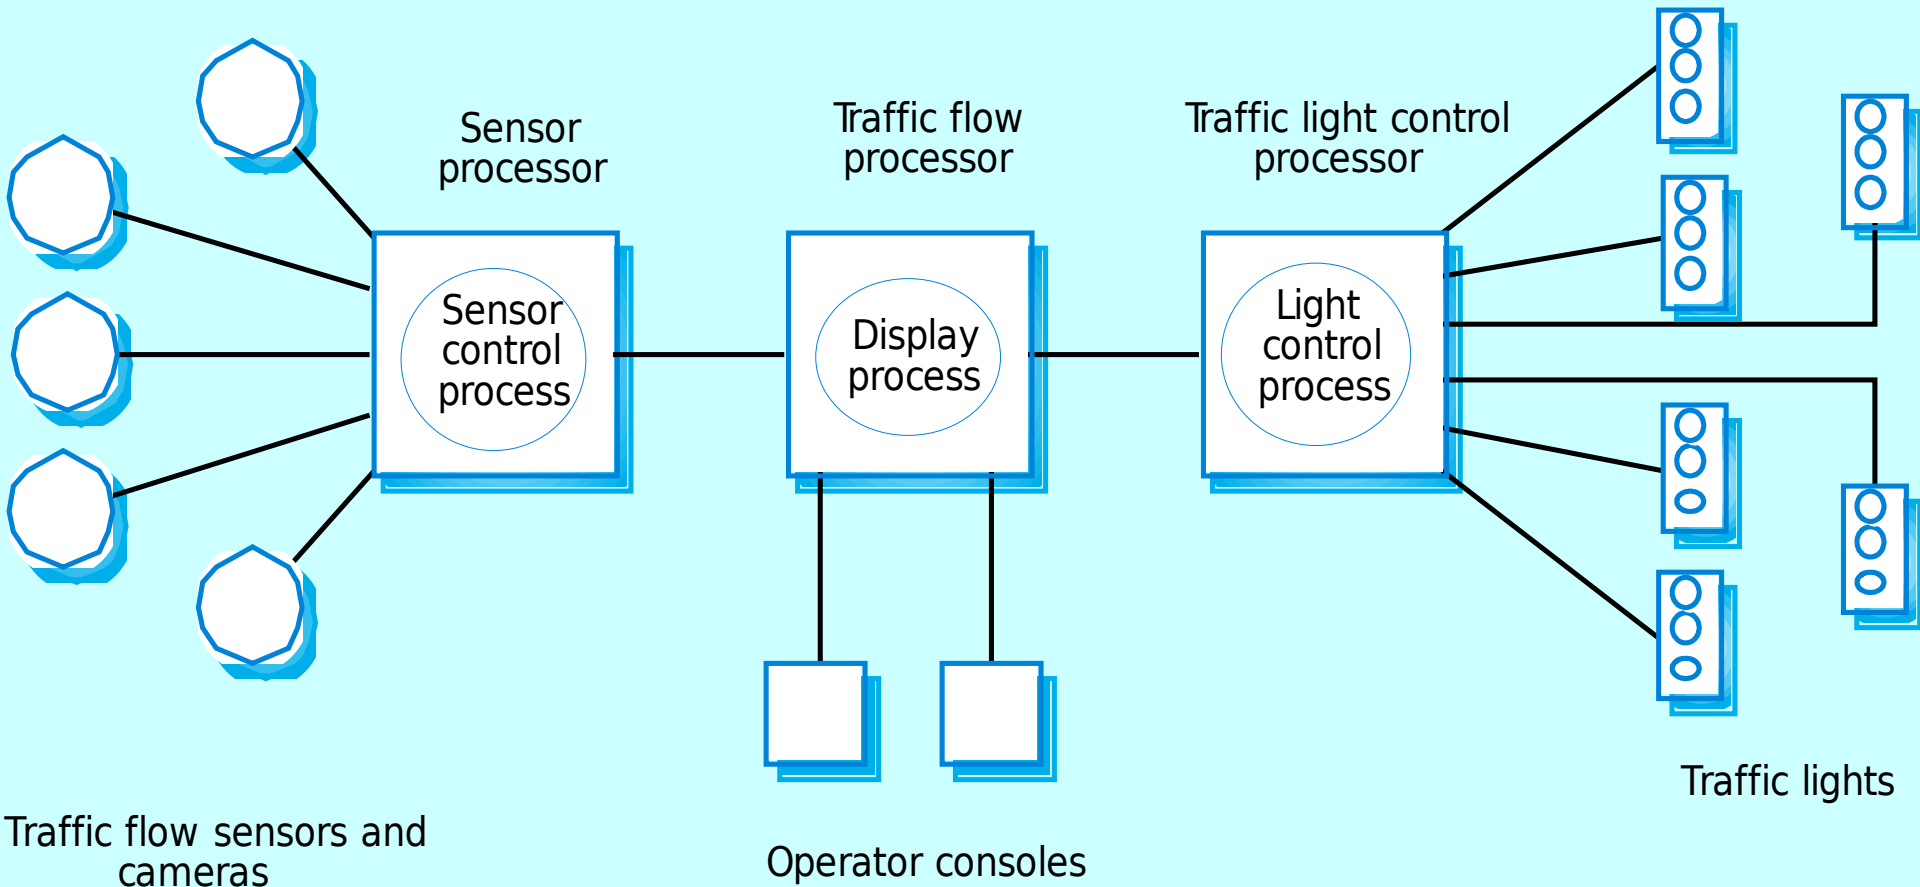 Sensor
processor
Traffic flow
processor
Traffic light control
processor
Sensor
control
process
Display
process
Light
control
process
Traffic lights
Traffic flow sensors and
cameras
Operator consoles